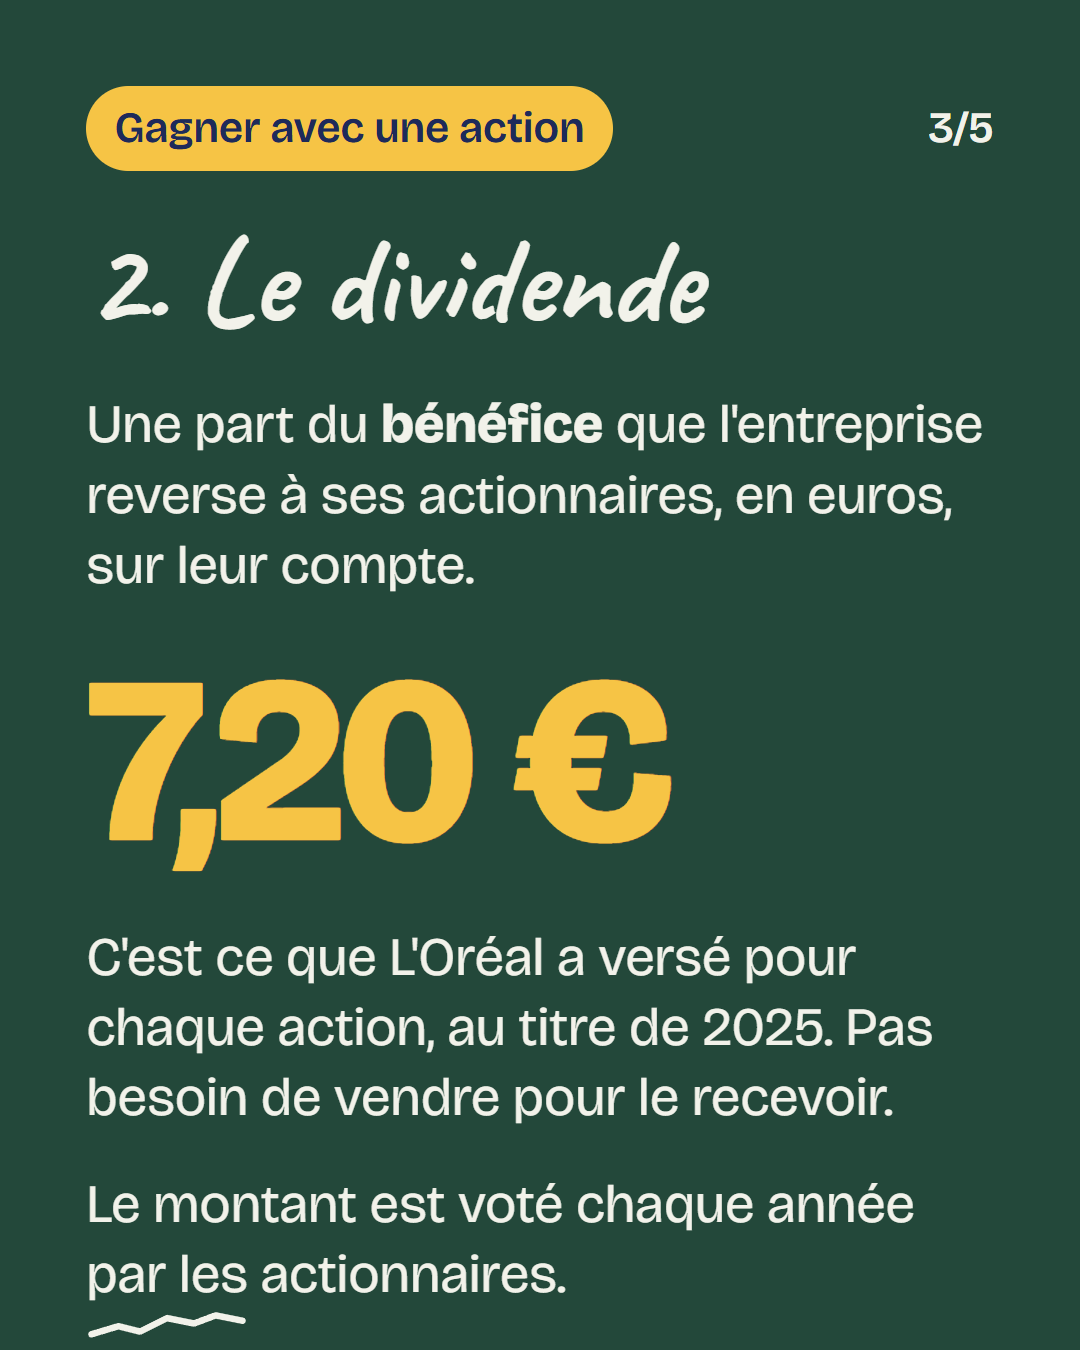 Gagner avec une action
3/5
2. Le dividende
Une part du bénéfice que l'entreprise
reverse à ses actionnaires, en euros,
sur leur compte.
7,20 €
C'est ce que L'Oréal a versé pour
chaque action, au titre de 2025. Pas
besoin de vendre pour le recevoir.
Le montant est voté chaque année
par les actionnaires.